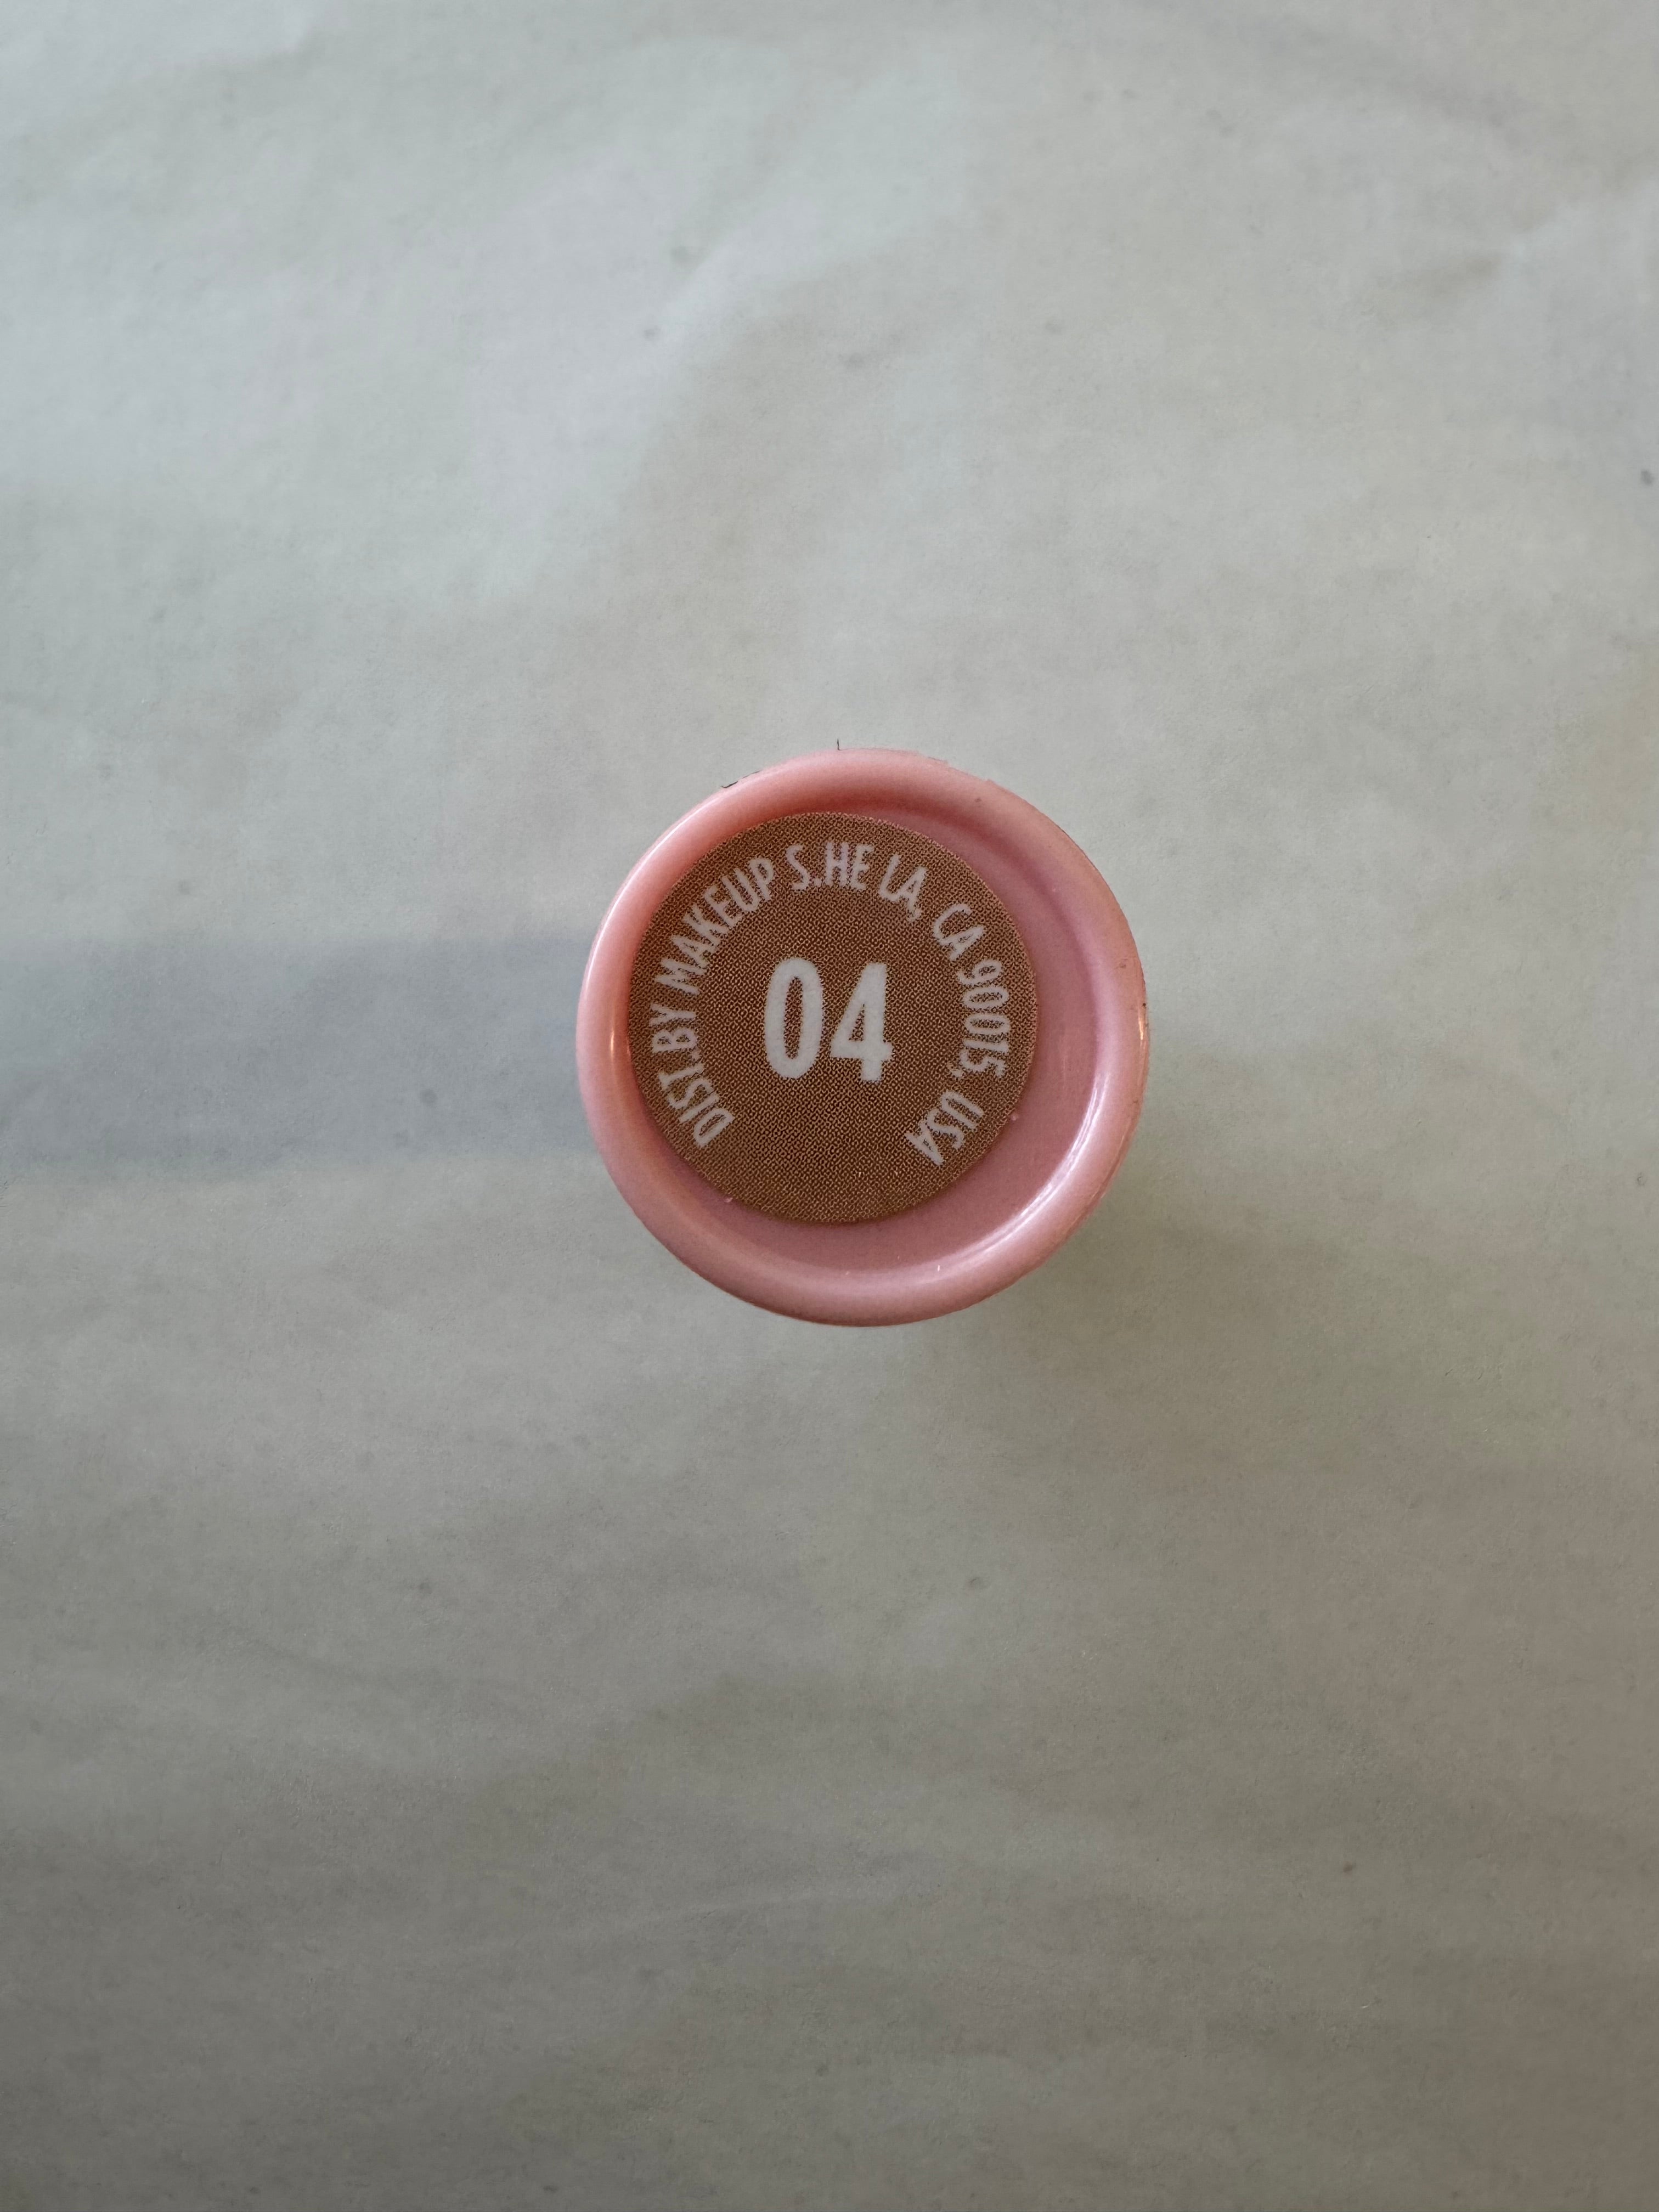 DIST.BY MAKEUP S.HE LA, CA 90015, USA
04